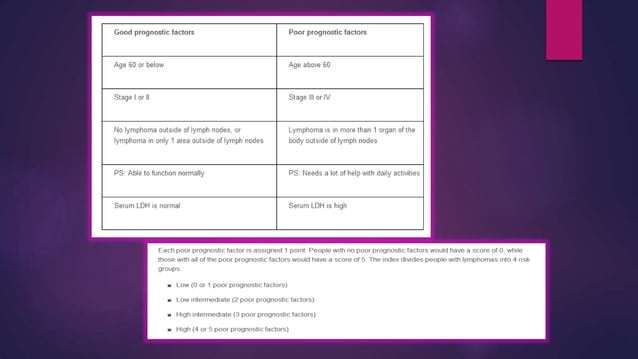 Good prognostic factors
Poor prognostic factors
Age 60 or below
Age above 60
Stage I or II
Stage III or IV
No lymphoma outside of lymph nodes, or
lymphoma in only 1 area outside of lymph nodes
Lymphoma is in more than 1 organ of the
body outside of lymph nodes
PS: Able to function normally
PS: Needs a lot of help with daily activities
Serum LDH is normal
Serum LDH is high
Each poor prognostic factor is assigned 1 point. People with no poor prognostic factors would have a score of 0, while
those with all of the poor prognostic factors would have a score of 5. The index divides people with lymphomas into 4 risk
groups:
Low (0 or 1 poor prognostic factors)
Low intermediate (2 poor prognostic factors)
High intermediate (3 poor prognostic factors)
High (4 or 5 poor prognostic factors)